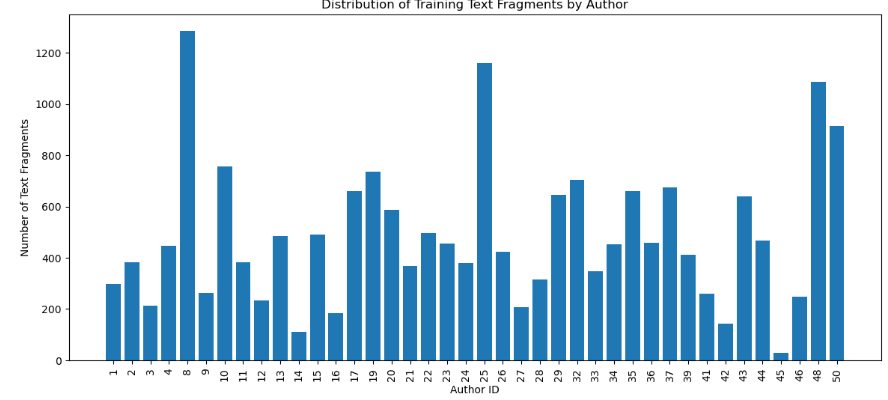 Distribution of Training Text Fragments by Author
Number of Text Fragments
1200
1000
800
600
400
200
0
1 2 3 4 8 9 10 11 12 13 14 15 16 17 19 20 21 22 23 24 25 26 27 28 29 32 33 34 35 36 37 39 41 42 43 44 45 46 48 50
Author ID